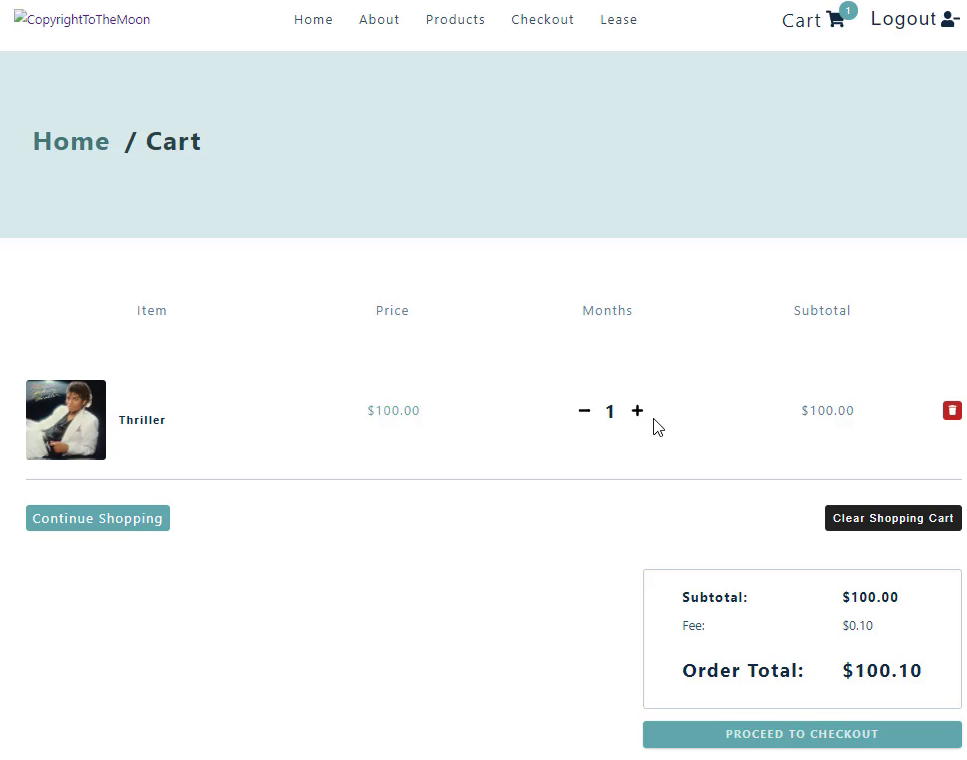 CopyrightToTheMoon
Home About Products Checkout Lease
Cart 1 Logout
Home / Cart
Item Price Months Subtotal
Thriller $100.00 1 $100.00
Continue Shopping Clear Shopping Cart
Subtotal: $100.00
Fee: $0.10
Order Total: $100.10
PROCEED TO CHECKOUT